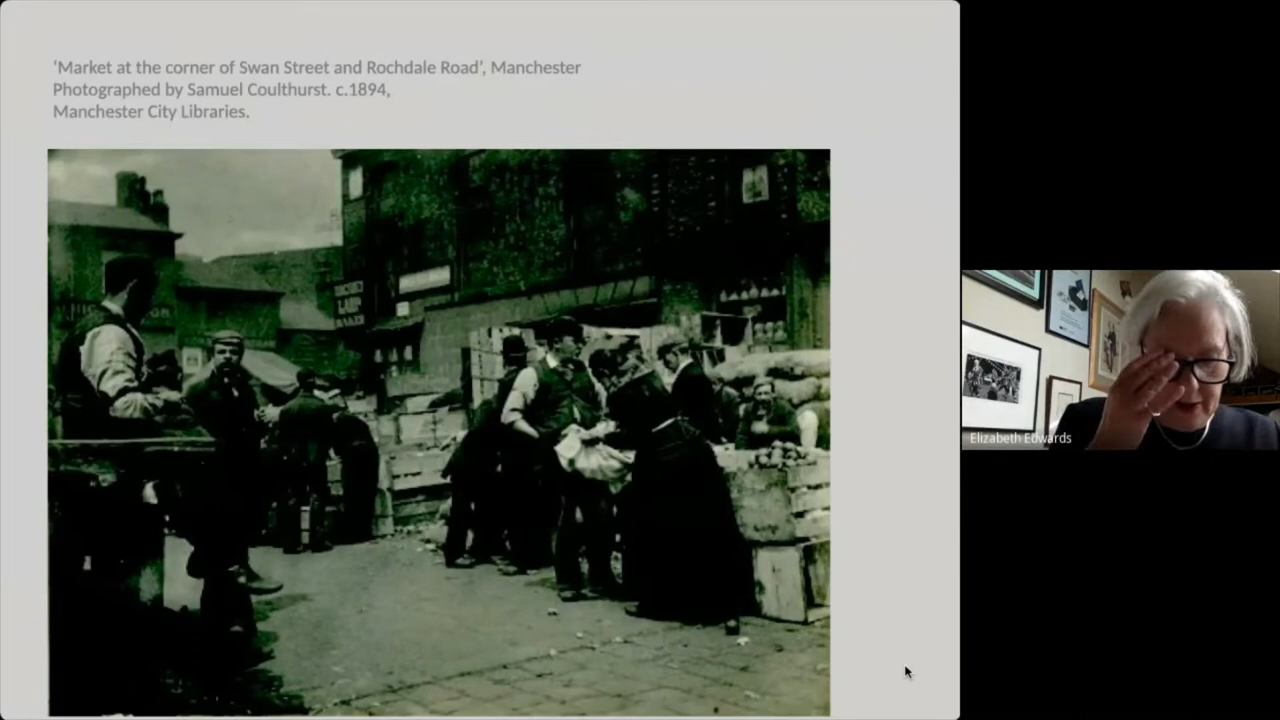 ‘Market at the corner of Swan Street and Rochdale Road’, Manchester
Photographed by Samuel Coulthurst. c.1894,
Manchester City Libraries.
Elizabeth Edwards